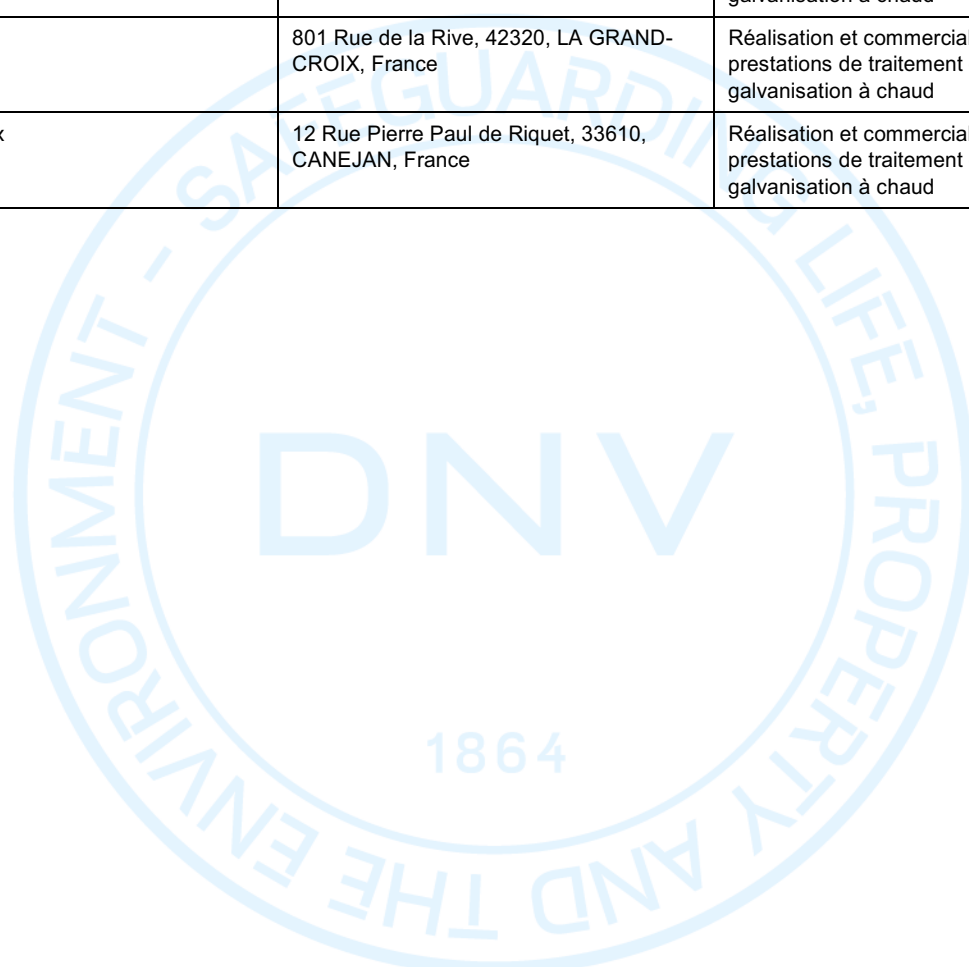 galvanisation à chaud
801 Rue de la Rive, 42320, LA GRAND-
CROIX, France
Réalisation et commercial
prestations de traitement
galvanisation à chaud
x
12 Rue Pierre Paul de Riquet, 33610,
CANEJAN, France
Réalisation et commercial
prestations de traitement
galvanisation à chaud
SAFEGUARDING LIFE, PROPERTY AND THE ENVIRONMENT -
DNV
1864